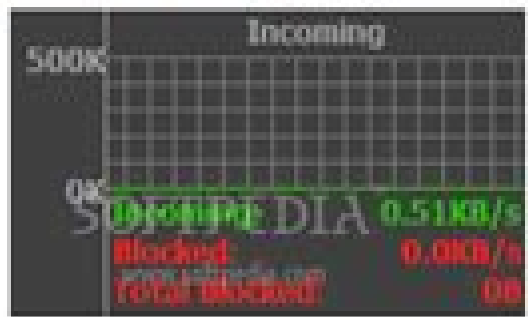 Incoming
500K
0K
Incoming: 0.51KB/s
SOFTPEDIA
Blocked: 0.0KB/s
www.softpedia.com
Total Blocked: 0B